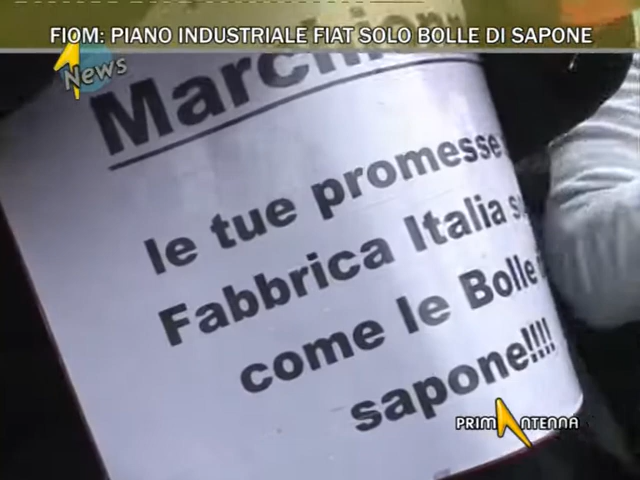 FIOM: PIANO INDUSTRIALE FIAT SOLO BOLLE DI SAPONE
News
le tue promesse
Fabbrica Italia
come le Bolle
sapone!!!!
PRIMANTENNA